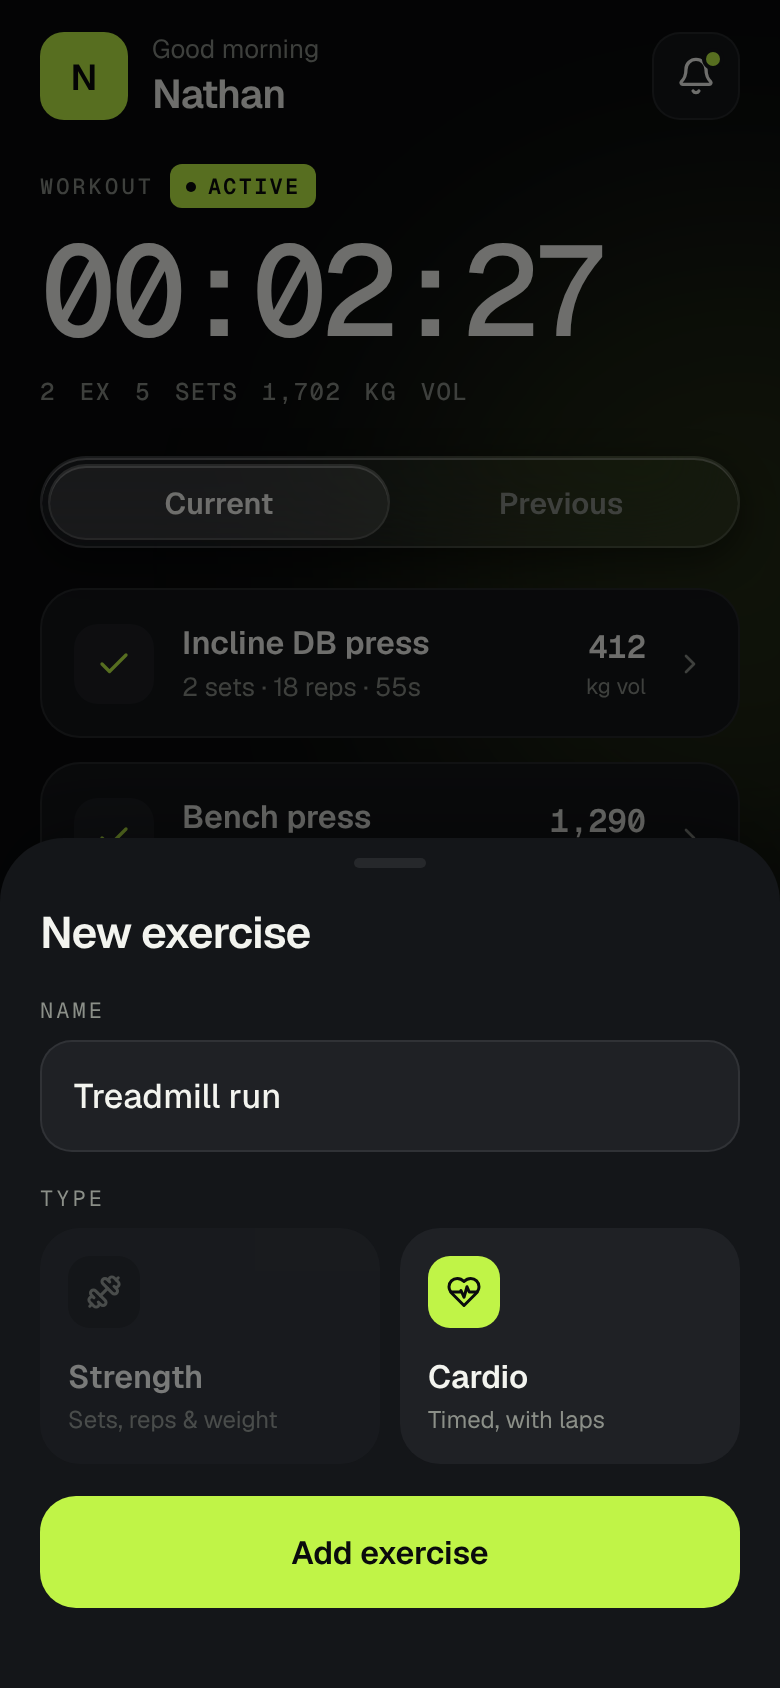 N
Good morning
Nathan
WORKOUT
ACTIVE
00:02:27
2 EX 5 SETS 1,702 KG VOL
Current
Previous
Incline DB press
412
2 sets · 18 reps · 55s
kg vol
Bench press
1,290
New exercise
NAME
Treadmill run
TYPE
Strength
Sets, reps & weight
Cardio
Timed, with laps
Add exercise